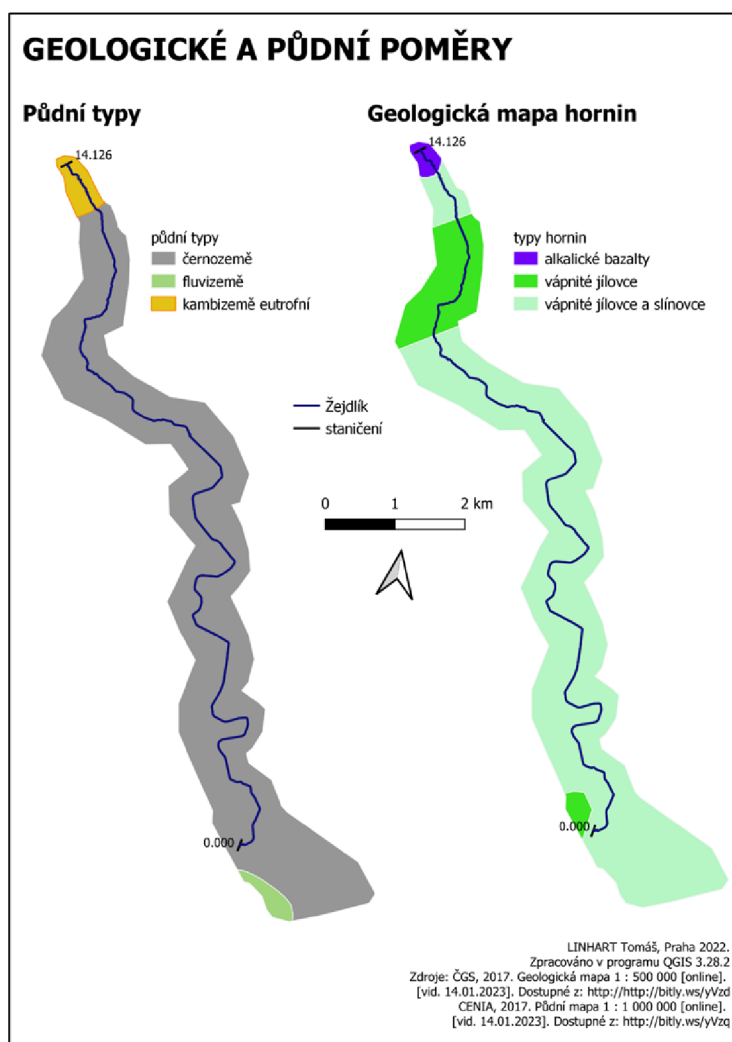 GEOLOGICKÉ A PŮDNÍ POMĚRY
Půdní typy
Geologická mapa hornin
14.126
14.126
půdní typy
černozemě
fluvizemě
kambizemě eutrofní
typy hornin
alkalické bazalty
vápnité jílovce
vápnité jílovce a slínovce
Žejdlík
staničení
0 1 2 km
0.000
0.000
LINHART Tomáš, Praha 2022.
Zpracováno v programu QGIS 3.28.2
Zdroje: ČGS, 2017. Geologická mapa 1 : 500 000 [online].
[vid. 14.01.2023]. Dostupné z: http://http://bitly.ws/yVzd
CENIA, 2017. Půdní mapa 1 : 1 000 000 [online].
[vid. 14.01.2023]. Dostupné z: http://bitly.ws/yVzq